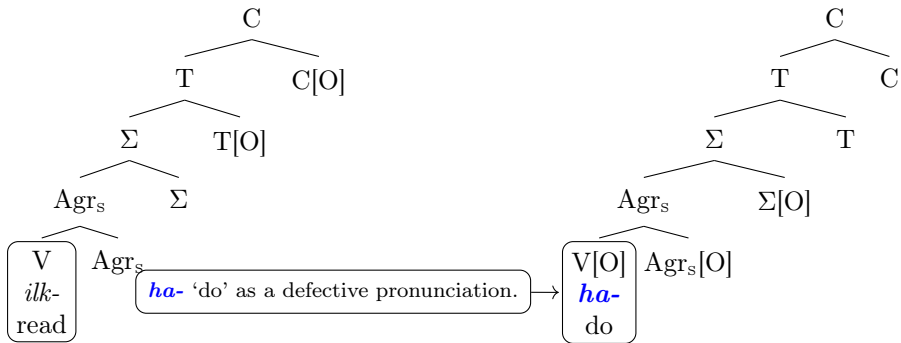 C C
T C[O] T C
Σ T[O] Σ T
Agrs Σ Agrs Σ[O]
V Agrs V[O] Agrs[O]
ilk- ha- ‘do’ as a defective pronunciation. ha-
read do